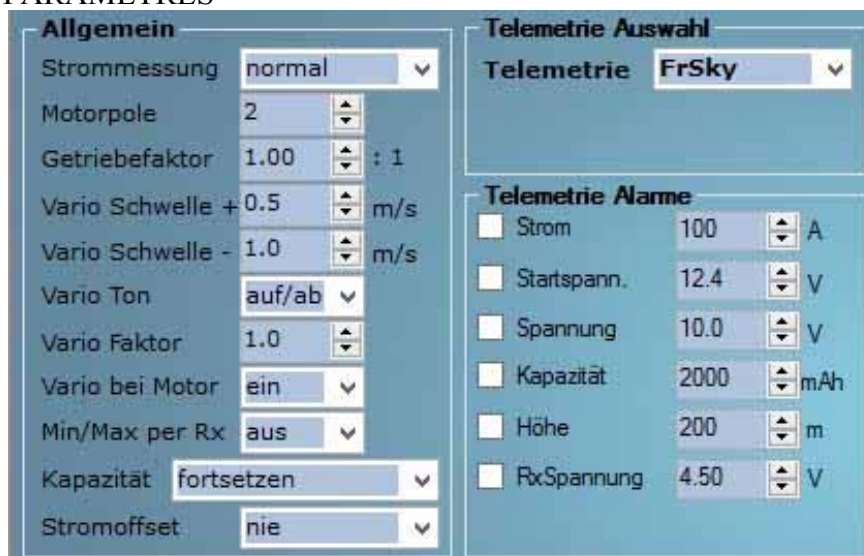 PARAMETRES
Allgemein
Strommessung normal
Motorpole 2
Getriebefaktor 1.00 : 1
Vario Schwelle + 0.5 m/s
Vario Schwelle - 1.0 m/s
Vario Ton auf/ab
Vario Faktor 1.0
Vario bei Motor ein
Min/Max per Rx aus
Kapazität fortsetzen
Stromoffset nie
Telemetrie Auswahl
Telemetrie FrSky
Telemetrie Alarme
Strom 100 A
Startspann. 12.4 V
Spannung 10.0 V
Kapazität 2000 mAh
Höhe 200 m
RxSpannung 4.50 V